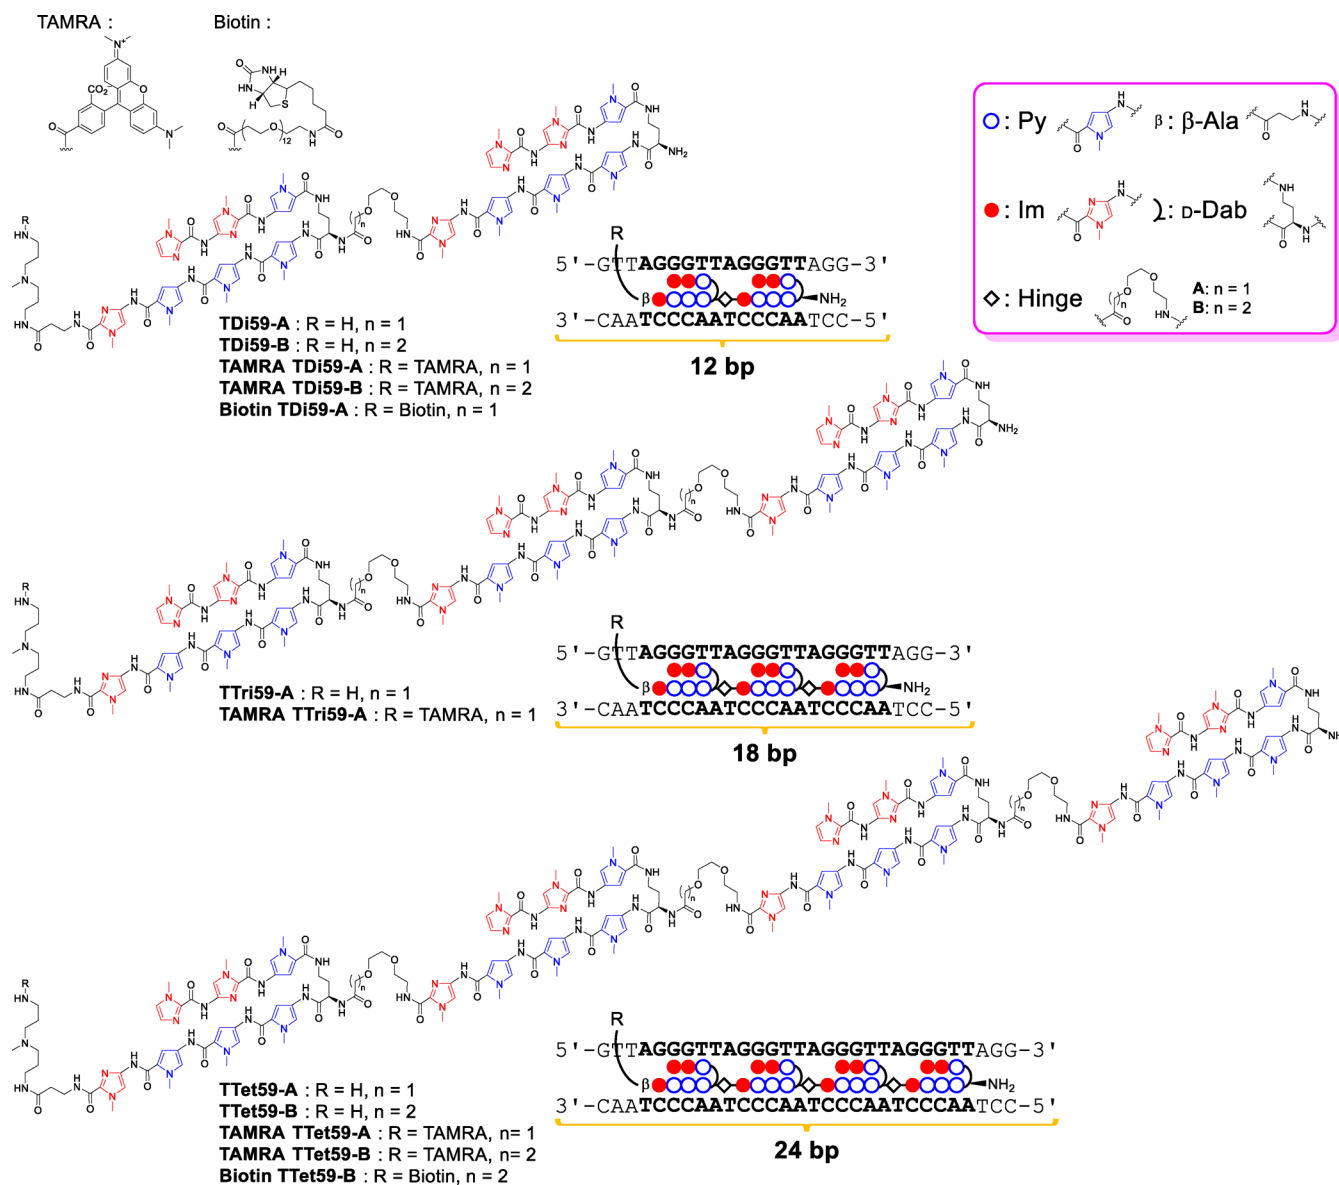 TAMRA :
Biotin :
: Py
β : β-Ala
: Im
: D-Dab
: Hinge
A: n = 1
B: n = 2
TDi59-A : R = H, n = 1
TDi59-B : R = H, n = 2
TAMRA TDi59-A : R = TAMRA, n = 1
TAMRA TDi59-B : R = TAMRA, n = 2
Biotin TDi59-A : R = Biotin, n = 1
R
5'-GTTAGGGTTAGGGTTAGG-3'
β
NH2
3'-CAATCCCAATCCCAATCC-5'
12 bp
TTri59-A : R = H, n = 1
TAMRA TTri59-A : R = TAMRA, n = 1
R
5'-GTTAGGGTTAGGGTTAGGGTTAGG-3'
β
NH2
3'-CAATCCCAATCCCAATCCCAATCC-5'
18 bp
TTet59-A : R = H, n = 1
TTet59-B : R = H, n = 2
TAMRA TTet59-A : R = TAMRA, n= 1
TAMRA TTet59-B : R = TAMRA, n = 2
Biotin TTet59-B : R = Biotin, n = 2
R
5'-GTTAGGGTTAGGGTTAGGGTTAGGGTTAGG-3'
β
NH2
3'-CAATCCCAATCCCAATCCCAATCCCAATCC-5'
24 bp